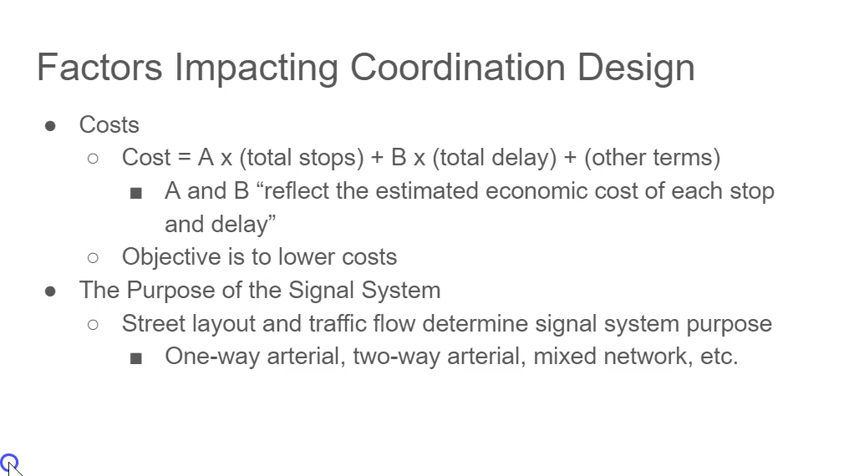 Factors Impacting Coordination Design
● Costs
○ Cost = A x (total stops) + B x (total delay) + (other terms)
■ A and B “reflect the estimated economic cost of each stop
and delay”
○ Objective is to lower costs
● The Purpose of the Signal System
○ Street layout and traffic flow determine signal system purpose
■ One-way arterial, two-way arterial, mixed network, etc.